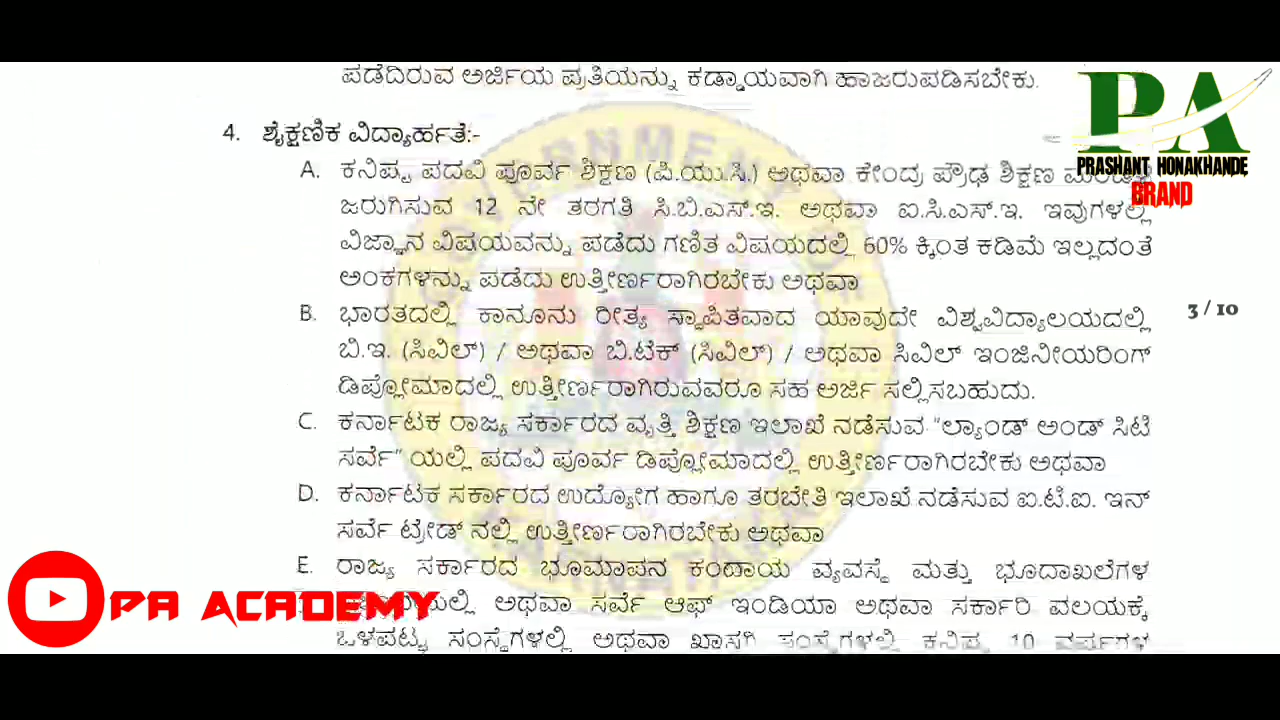 ಪಡೆದಿರುವ ಅರ್ಜಿಯ ಪ್ರತಿಯನ್ನು ಕಡ್ಡಾಯವಾಗಿ ಹಾಜರುಪಡಿಸಬೇಕು.
4. ಶೈಕ್ಷಣಿಕ ವಿದ್ಯಾರ್ಹತೆ:-
A. ಕನಿಷ್ಠ ಪದವಿ ಪೂರ್ವ ಶಿಕ್ಷಣ (ಪಿ.ಯು.ಸಿ.) ಅಥವಾ ಕೇಂದ್ರ ಪ್ರೌಢ ಶಿಕ್ಷಣ
ಜರುಗಿಸುವ 12 ನೇ ತರಗತಿ ಸಿ.ಬಿ.ಎಸ್.ಇ. ಅಥವಾ ಐ.ಸಿ.ಎಸ್.ಇ. ಇವುಗಳಲ್ಲಿ
ವಿಜ್ಞಾನ ವಿಷಯವನ್ನು ಪಡೆದು ಗಣಿತ ವಿಷಯದಲ್ಲಿ 60% ಕ್ಕಿಂತ ಕಡಿಮೆ ಇಲ್ಲದಂತೆ
ಅಂಕಗಳನ್ನು ಪಡೆದು ಉತ್ತೀರ್ಣರಾಗಿರಬೇಕು ಅಥವಾ
B. ಭಾರತದಲ್ಲಿ ಕಾನೂನು ರೀತ್ಯ ಸ್ಥಾಪಿತವಾದ ಯಾವುದೇ ವಿಶ್ವವಿದ್ಯಾಲಯದಲ್ಲಿ
ಬಿ.ಇ. (ಸಿವಿಲ್) / ಅಥವಾ ಬಿ.ಟೆಕ್ (ಸಿವಿಲ್) / ಅಥವಾ ಸಿವಿಲ್ ಇಂಜಿನೀಯರಿಂಗ್
ಡಿಪ್ಲೋಮಾದಲ್ಲಿ ಉತ್ತೀರ್ಣರಾಗಿರುವವರೂ ಸಹ ಅರ್ಜಿ ಸಲ್ಲಿಸಬಹುದು.
C. ಕರ್ನಾಟಕ ರಾಜ್ಯ ಸರ್ಕಾರದ ವೃತ್ತಿ ಶಿಕ್ಷಣ ಇಲಾಖೆ ನಡೆಸುವ "ಲ್ಯಾಂಡ್ ಅಂಡ್ ಸಿಟಿ
ಸರ್ವೆ" ಯಲ್ಲಿ ಪದವಿ ಪೂರ್ವ ಡಿಪ್ಲೋಮಾದಲ್ಲಿ ಉತ್ತೀರ್ಣರಾಗಿರಬೇಕು ಅಥವಾ
D. ಕರ್ನಾಟಕ ಸರ್ಕಾರದ ಉದ್ಯೋಗ ಹಾಗೂ ತರಬೇತಿ ಇಲಾಖೆ ನಡೆಸುವ ಐ.ಟಿ.ಐ. ಇನ್
ಸರ್ವೆ ಟ್ರೇಡ್ ನಲ್ಲಿ ಉತ್ತೀರ್ಣರಾಗಿರಬೇಕು ಅಥವಾ
E. ರಾಜ್ಯ ಸರ್ಕಾರದ ಭೂಮಾಪನ ಕಂದಾಯ ವ್ಯವಸ್ಥೆ ಮತ್ತು ಭೂದಾಖಲೆಗಳ
ಅಥವಾ ಸರ್ವೆ ಆಫ್ ಇಂಡಿಯಾ ಅಥವಾ ಸರ್ಕಾರಿ ವಲಯಕ್ಕೆ
ಒಳಪಟ್ಟ ಸಂಸ್ಥೆಗಳಲ್ಲಿ ಅಥವಾ ಖಾಸಗಿ ಸಂಸ್ಥೆಗಳಲ್ಲಿ ಕನಿಷ್ಠ 10 ವರ್ಷಗಳ
3 / 10
PA
PRASHANT HONAKHANDE
BRAND
PA ACADEMY